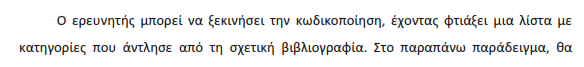 Ο ερευνητής μπορεί να ξεκινήσει την κωδικοποίηση, έχοντας φτιάξει μια λίστα με
κατηγορίες που άντλησε από τη σχετική βιβλιογραφία. Στο παραπάνω παράδειγμα, θα